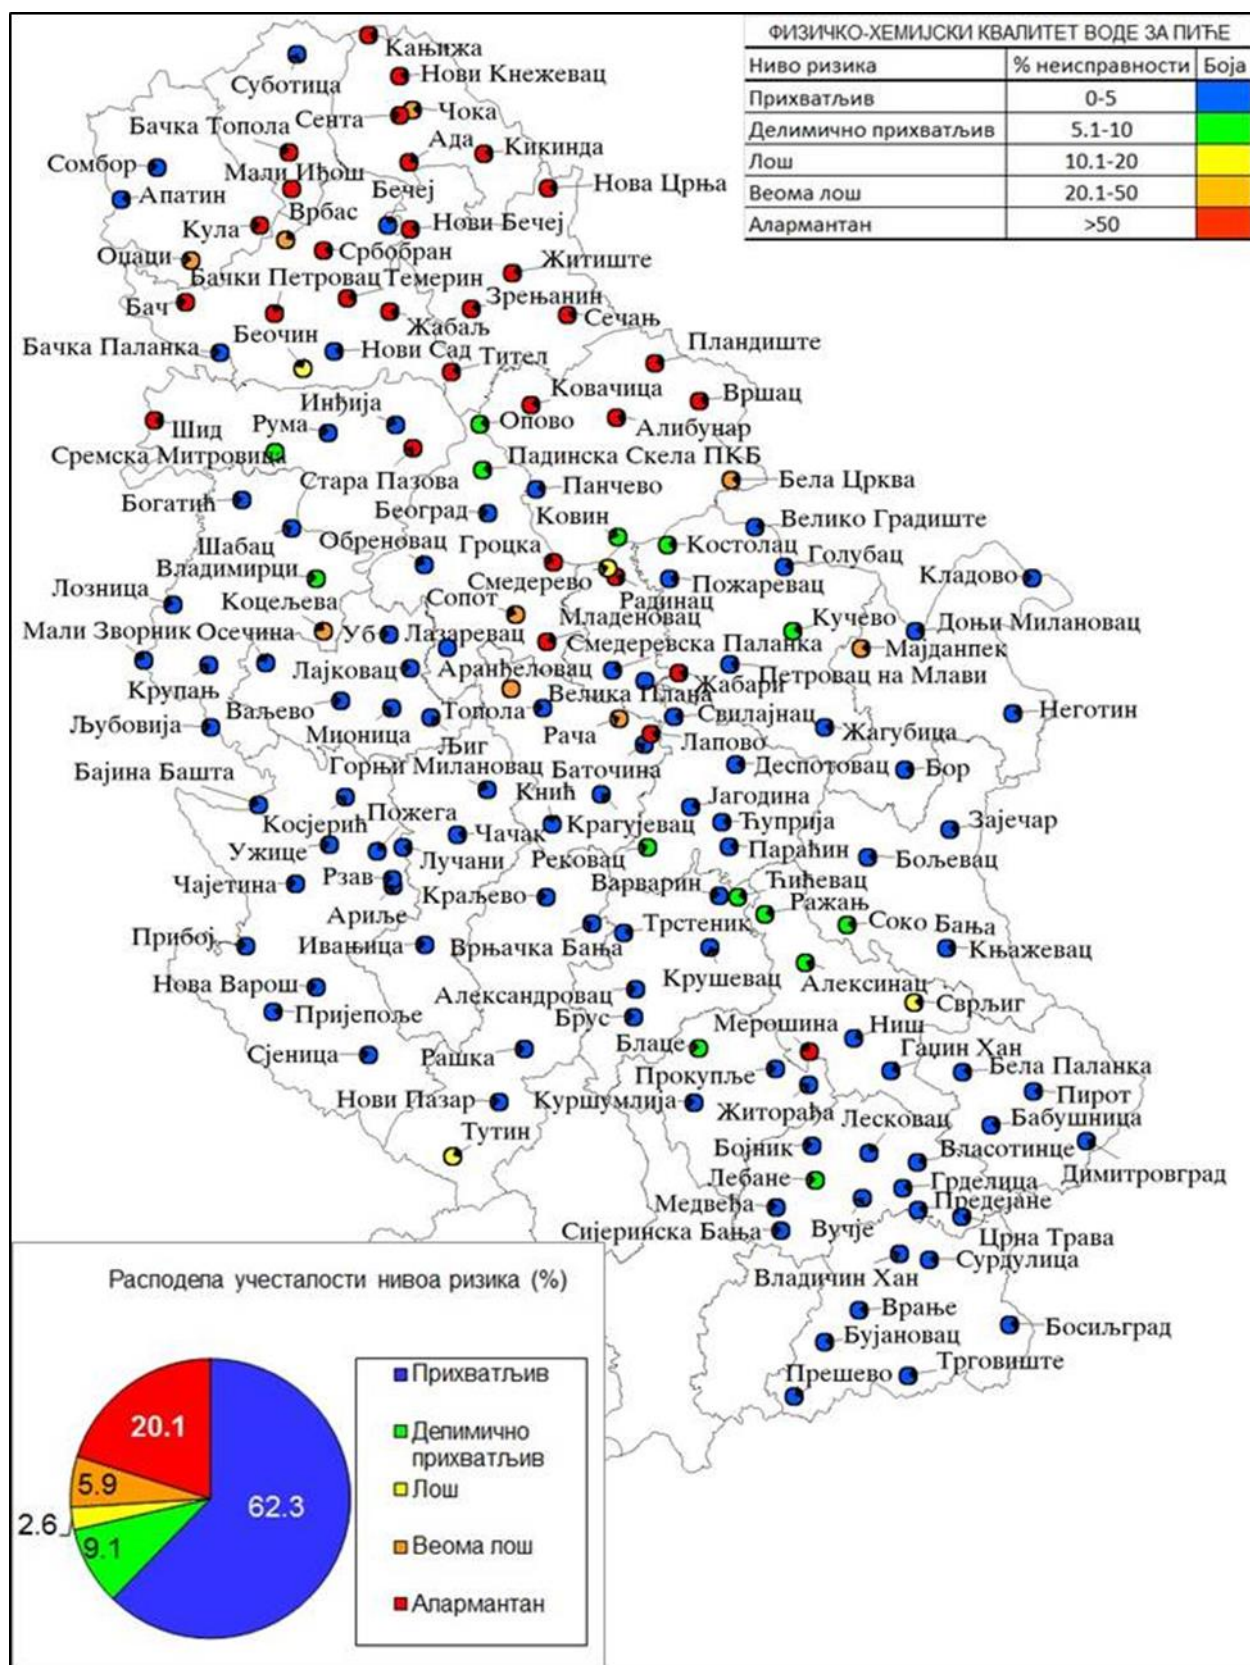 ФИЗИЧКО-ХЕМИЈСКИ КВАЛИТЕТ ВОДЕ ЗА ПИЋЕ
Ниво ризика % неисправности Боја
Прихватљив 0-5
Делимично прихватљив 5.1-10
Лош 10.1-20
Веома лош 20.1-50
Алармантан >50
Кањижа
Суботица
Нови Кнежевац
Чока
Сента
Бачка Топола
Ада
Кикинда
Сомбор
Мали Иђош
Бечеј
Нова Црња
Апатин
Врбас
Кула
Нови Бечеј
Србобран
Оџаци
Житиште
Бачки Петровац
Темерин
Бач
Зрењанин
Сечањ
Жабаљ
Беочин
Бачка Паланка
Нови Сад
Тител
Пландиште
Ковачица
Вршац
Инђија
Рума
Опово
Шид
Алибунар
Сремска Митровица
Падинска Скела ПКБ
Стара Пазова
Панчево
Бела Црква
Богатић
Београд
Ковин
Велико Градиште
Шабац
Обреновац
Гроцка
Костолац
Голубац
Владимирци
Смедерево
Пожаревац
Кладово
Лозница
Коцељева
Сопот
Радинац
Младеновац
Кучево
Доњи Милановац
Мали Зворник
Осечина
Уб
Лазаревац
Смедеревска Паланка
Мајданпек
Лајковац
Аранђеловац
Петровац на Млави
Крупањ
Жабари
Велика Плана
Ваљево
Топола
Свилајнац
Неготин
Љубовија
Мионица
Љиг
Рача
Лапово
Жагубица
Горњи Милановац
Баточина
Деспотовац
Бор
Бајина Башта
Кнић
Јагодина
Косјерић
Пожега
Чачак
Крагујевац
Ћуприја
Зајечар
Ужице
Лучани
Рековац
Параћин
Бољевац
Чајетина
Рзав
Краљево
Варварин
Ћићевац
Ариље
Ражањ
Соко Бања
Прибој
Ивањица
Врњачка Бања
Трстеник
Књажевац
Крушевац
Алексинац
Нова Варош
Александровац
Пријепоље
Брус
Сврљиг
Мерошина
Ниш
Сјеница
Рашка
Блаце
Гаџин Хан
Прокупље
Бела Паланка
Нови Пазар
Куршумлија
Житорађа
Пирот
Лесковац
Бабушница
Тутин
Бојник
Власотинце
Димитровград
Лебане
Грделица
Медвеђа
Предејане
Сијеринска Бања
Вучје
Црна Трава
Сурдулица
Владичин Хан
Врање
Босиљград
Бујановац
Прешево
Трговиште
Расподела учесталости нивоа ризика (%)
20.1
5.9
2.6
9.1
62.3
Прихватљив
Делимично
прихватљив
Лош
Веома лош
Алармантан